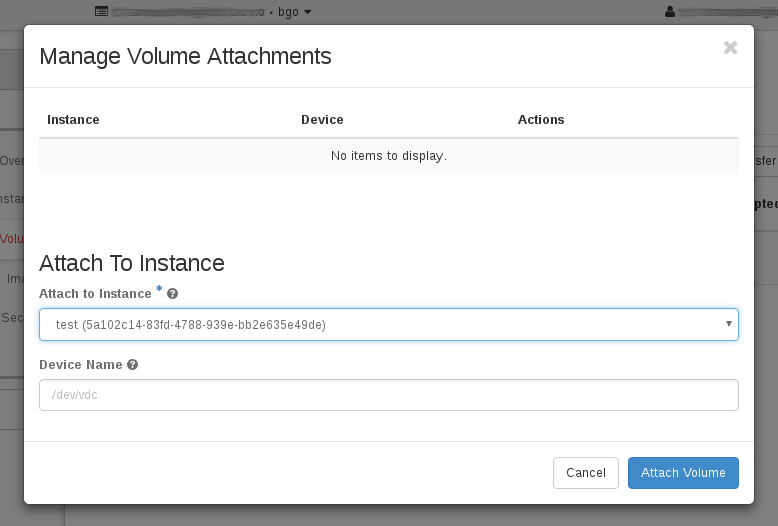 • bgo
Manage Volume Attachments
Instance Device Actions
No items to display.
Attach To Instance
Attach to Instance *
test (5a102c14-83fd-4788-939e-bb2e635e49de)
Device Name
/dev/vdc
Cancel Attach Volume